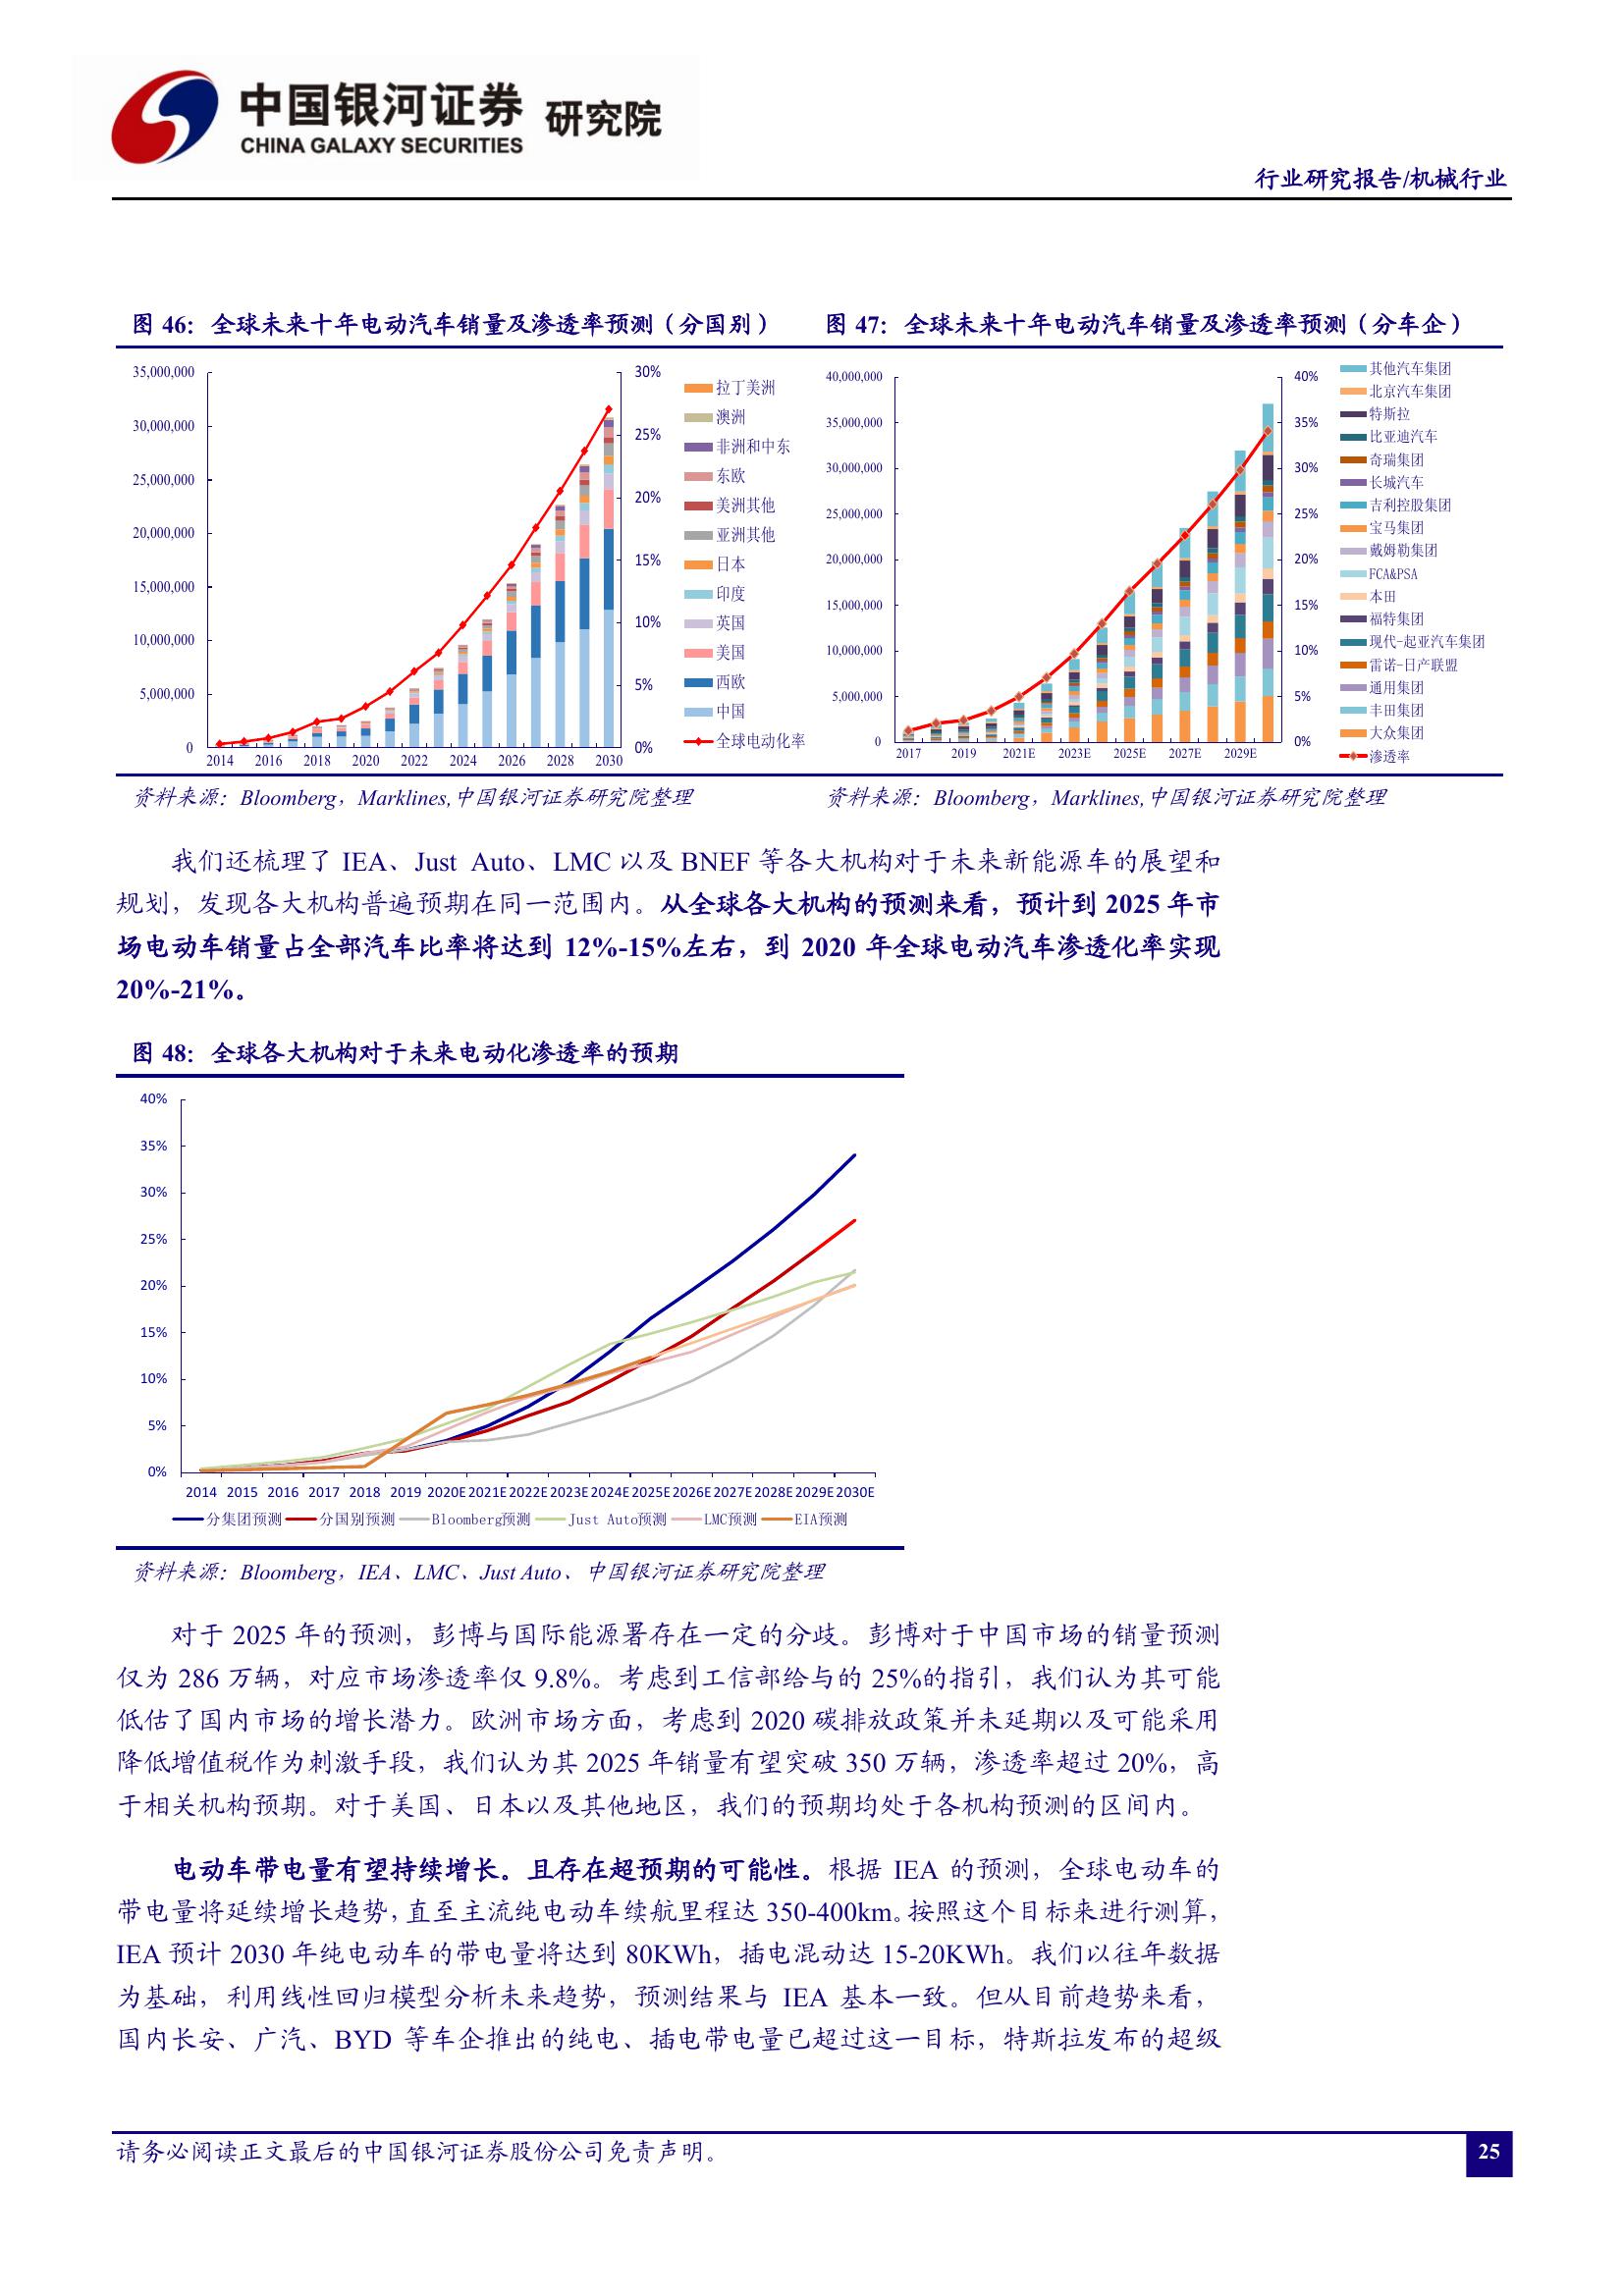 中国银河证券 研究院
CHINA GALAXY SECURITIES
行业研究报告/机械行业
图 46：全球未来十年电动汽车销量及渗透率预测（分国别）
35,000,000
30,000,000
25,000,000
20,000,000
15,000,000
10,000,000
5,000,000
0
30%
25%
20%
15%
10%
5%
0%
2014 2016 2018 2020 2022 2024 2026 2028 2030
拉丁美洲
澳洲
非洲和中东
东欧
美洲其他
亚洲其他
日本
印度
英国
美国
西欧
中国
全球电动化率
资料来源：Bloomberg，Marklines,中国银河证券研究院整理
图 47：全球未来十年电动汽车销量及渗透率预测（分车企）
40,000,000
35,000,000
30,000,000
25,000,000
20,000,000
15,000,000
10,000,000
5,000,000
0
40%
35%
30%
25%
20%
15%
10%
5%
0%
2017 2019 2021E 2023E 2025E 2027E 2029E
其他汽车集团
北京汽车集团
特斯拉
比亚迪汽车
奇瑞集团
长城汽车
吉利控股集团
宝马集团
戴姆勒集团
FCA&PSA
本田
福特集团
现代-起亚汽车集团
雷诺-日产联盟
通用集团
丰田集团
大众集团
渗透率
资料来源：Bloomberg，Marklines,中国银河证券研究院整理
我们还梳理了 IEA、Just Auto、LMC 以及 BNEF 等各大机构对于未来新能源车的展望和
规划，发现各大机构普遍预期在同一范围内。从全球各大机构的预测来看，预计到 2025 年市
场电动车销量占全部汽车比率将达到 12%-15%左右，到 2020 年全球电动汽车渗透化率实现
20%-21%。
图 48：全球各大机构对于未来电动化渗透率的预期
40%
35%
30%
25%
20%
15%
10%
5%
0%
2014 2015 2016 2017 2018 2019 2020E 2021E 2022E 2023E 2024E 2025E 2026E 2027E 2028E 2029E 2030E
分集团预测 分国别预测 Bloomberg预测 Just Auto预测 LMC预测 EIA预测
资料来源：Bloomberg，IEA、LMC、Just Auto、中国银河证券研究院整理
对于 2025 年的预测，彭博与国际能源署存在一定的分歧。彭博对于中国市场的销量预测
仅为 286 万辆，对应市场渗透率仅 9.8%。考虑到工信部给与的 25%的指引，我们认为其可能
低估了国内市场的增长潜力。欧洲市场方面，考虑到 2020 碳排放政策并未延期以及可能采用
降低增值税作为刺激手段，我们认为其 2025 年销量有望突破 350 万辆，渗透率超过 20%，高
于相关机构预期。对于美国、日本以及其他地区，我们的预期均处于各机构预测的区间内。
电动车带电量有望持续增长。且存在超预期的可能性。根据 IEA 的预测，全球电动车的
带电量将延续增长趋势，直至主流纯电动车续航里程达 350-400km。按照这个目标来进行测算，
IEA 预计 2030 年纯电动车的带电量将达到 80KWh，插电混动达 15-20KWh。我们以往年数据
为基础，利用线性回归模型分析未来趋势，预测结果与 IEA 基本一致。但从目前趋势来看，
国内长安、广汽、BYD 等车企推出的纯电、插电带电量已超过这一目标，特斯拉发布的超级
请务必阅读正文最后的中国银河证券股份公司免责声明。
25